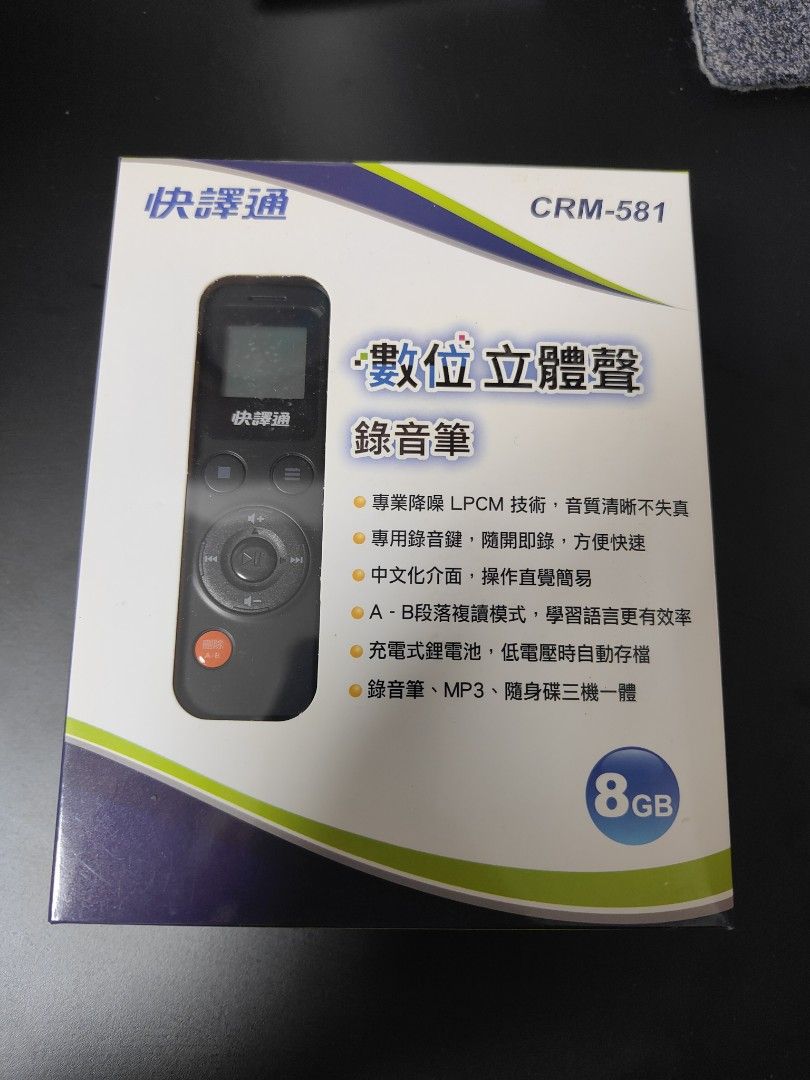 快譯通
CRM-581
數位立體聲
錄音筆
快譯通
專業降噪 LPCM 技術，音質清晰不失真
專用錄音鍵，隨開即錄，方便快速
中文化介面，操作直覺簡易
A - B段落複讀模式，學習語言更有效率
充電式鋰電池，低電壓時自動存檔
錄音筆、MP3、隨身碟三機一體
刪除
A-B
8GB